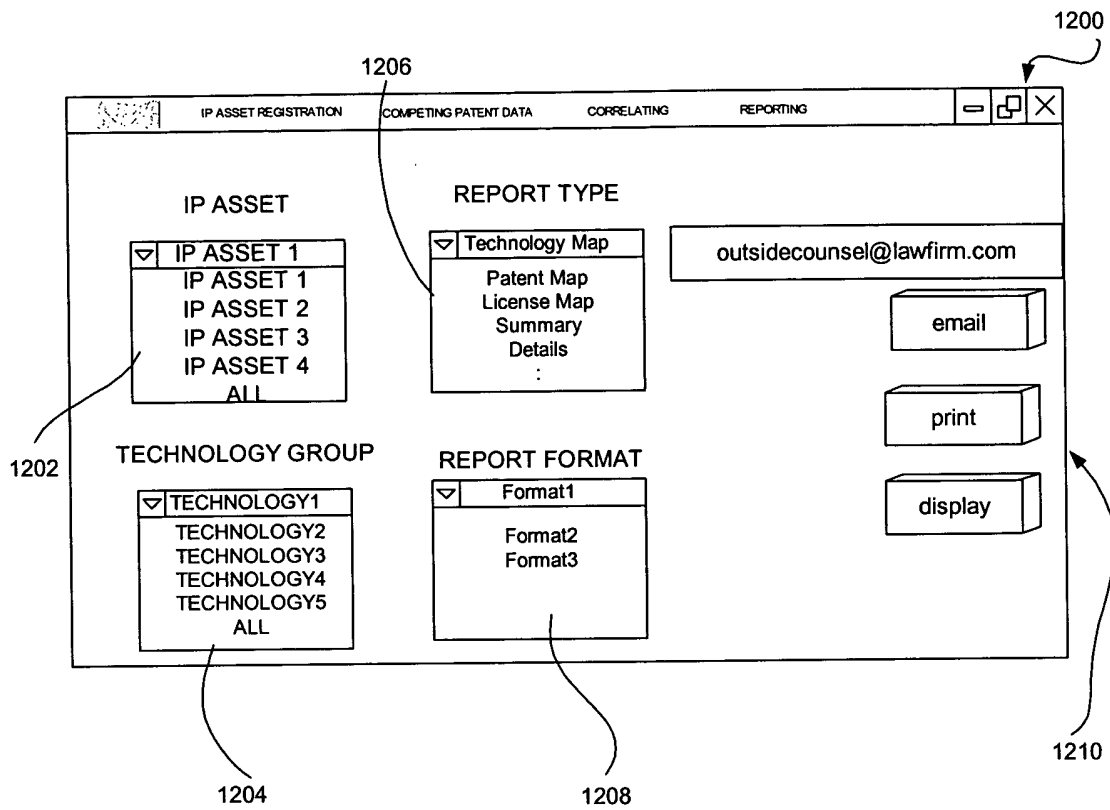 1200
1206
IP ASSET REGISTRATION COMPETING PATENT DATA CORRELATING REPORTING
IP ASSET
IP ASSET 1
IP ASSET 1
IP ASSET 2
IP ASSET 3
IP ASSET 4
ALL
REPORT TYPE
Technology Map
Patent Map
License Map
Summary
Details
:
outsidecounsel@lawfirm.com
email
print
display
1202
TECHNOLOGY GROUP
TECHNOLOGY1
TECHNOLOGY2
TECHNOLOGY3
TECHNOLOGY4
TECHNOLOGY5
ALL
REPORT FORMAT
Format1
Format2
Format3
1204
1208
1210